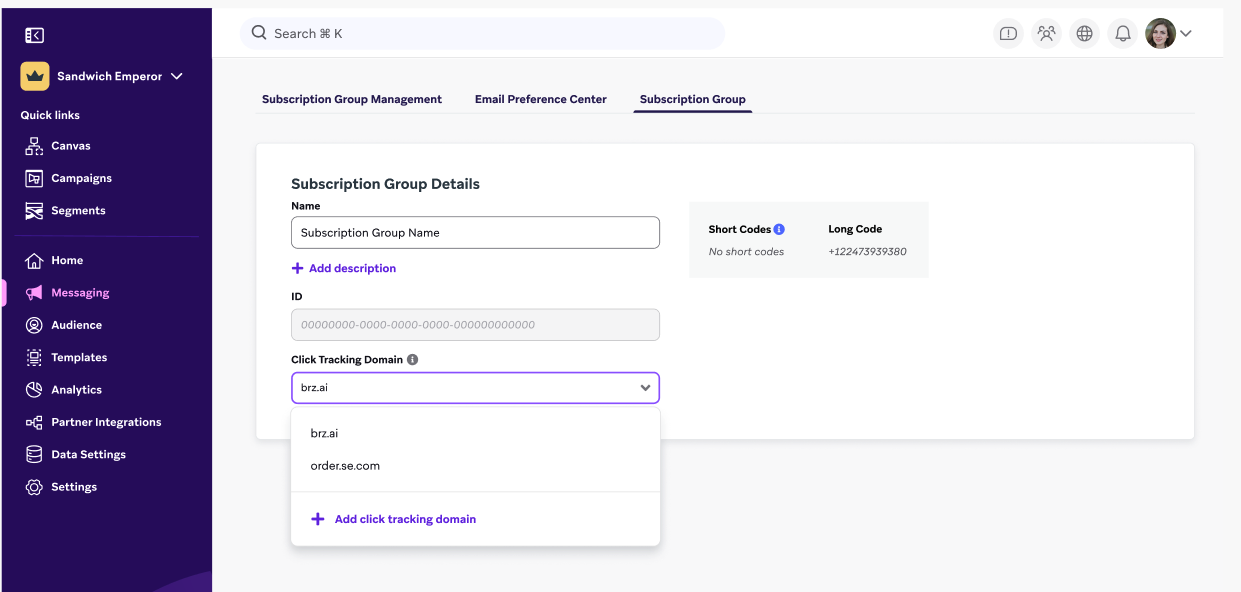 Search ⌘ K
Sandwich Emperor
Quick links
Canvas
Campaigns
Segments
Home
Messaging
Audience
Templates
Analytics
Partner Integrations
Data Settings
Settings
Subscription Group Management
Email Preference Center
Subscription Group
Subscription Group Details
Name
Subscription Group Name
Add description
ID
00000000-0000-0000-0000-000000000000
Click Tracking Domain
brz.ai
brz.ai
order.se.com
Add click tracking domain
Short Codes
Long Code
No short codes
+122473939380